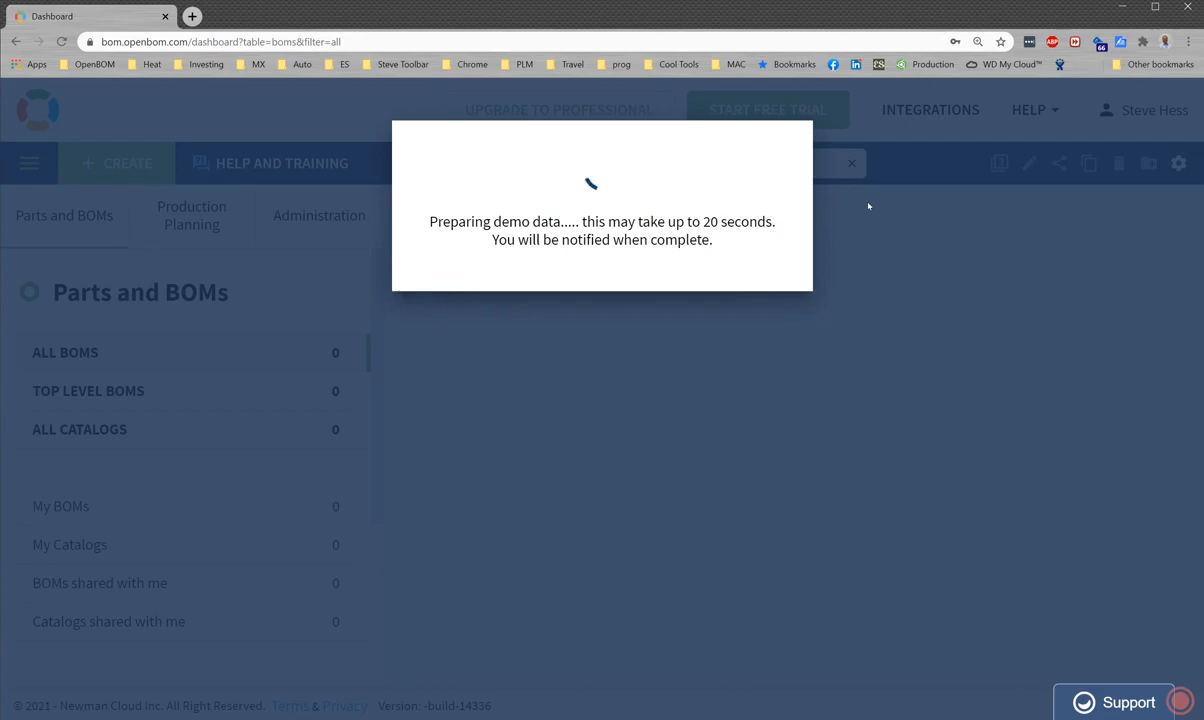 Dashboard
bom.openbom.com/dashboard?table=boms&filter=all
66
Apps OpenBOM Heat Investing MX Auto ES Steve Toolbar Chrome PLM Travel prog Cool Tools MAC Bookmarks Production WD My Cloud™ Other bookmarks
UPGRADE TO PROFESSIONAL START FREE TRIAL INTEGRATIONS HELP Steve Hess
+ CREATE HELP AND TRAINING
Parts and BOMs Production Planning Administration
Preparing demo data..... this may take up to 20 seconds.
You will be notified when complete.
Parts and BOMs
ALL BOMS 0
TOP LEVEL BOMS 0
ALL CATALOGS 0
My BOMs 0
My Catalogs 0
BOMs shared with me 0
Catalogs shared with me 0
© 2021 - Newman Cloud Inc. All Right Reserved. Terms & Privacy Version: -build-14336
Support